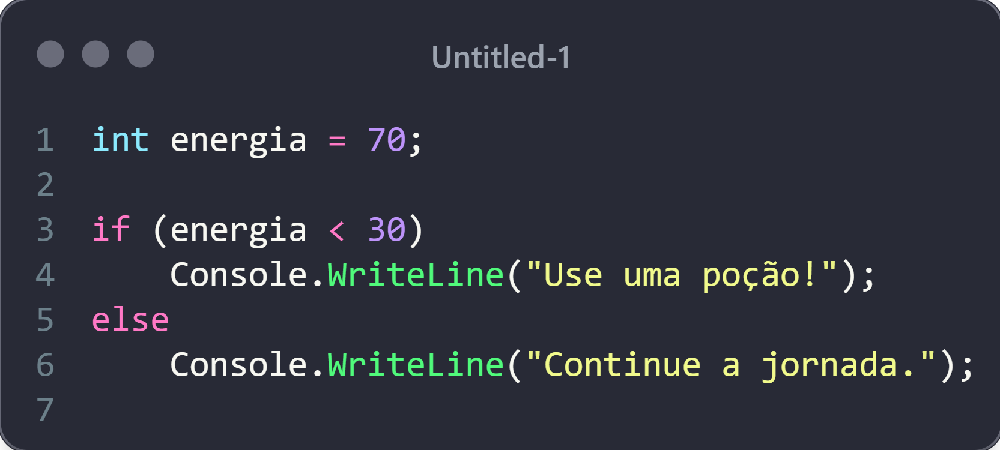 Untitled-1
1 int energia = 70;
2
3 if (energia < 30)
4     Console.WriteLine("Use uma poção!");
5 else
6     Console.WriteLine("Continue a jornada.");
7